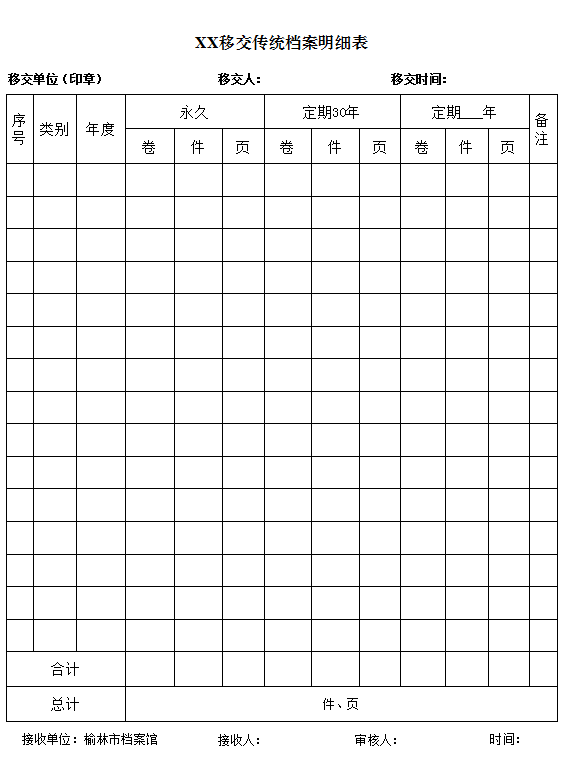 XX移交传统档案明细表
移交单位（印章） 移交人： 移交时间：
序号 类别 年度 永久 定期30年 定期___年 备注
卷 件 页 卷 件 页 卷 件 页
合计
总计 件、页
接收单位：榆林市档案馆 接收人： 审核人： 时间：